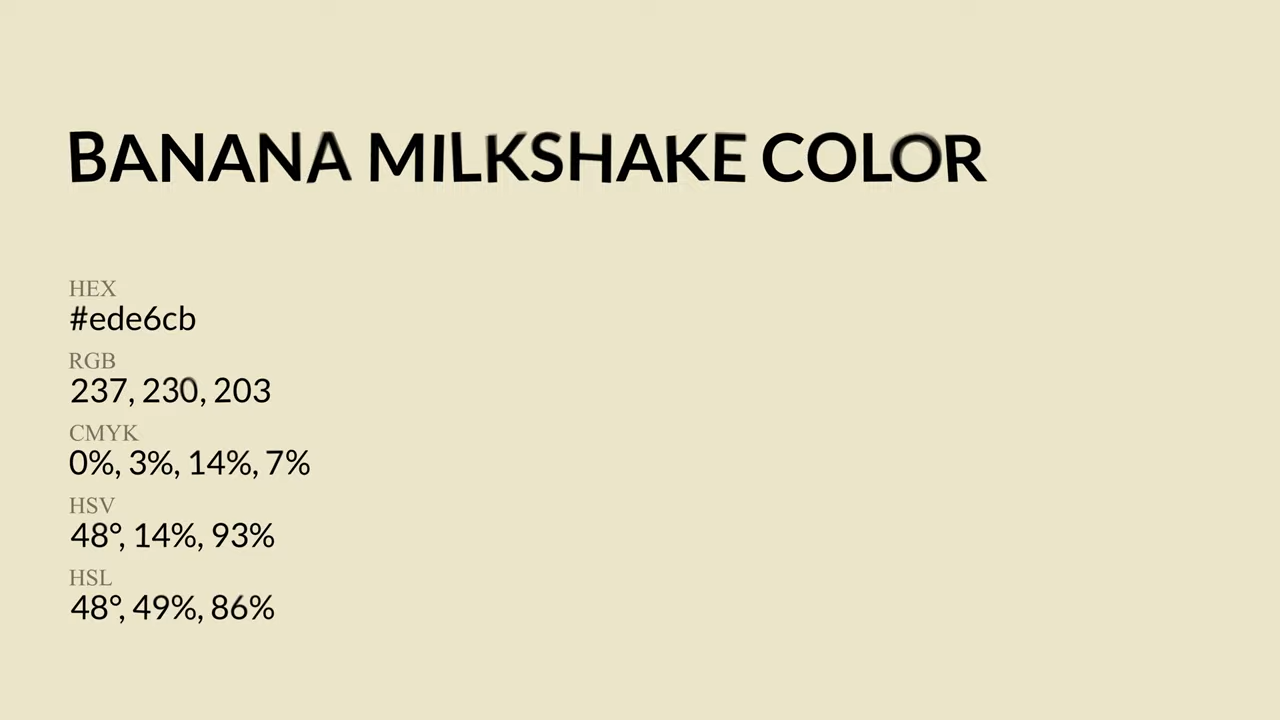 BANANA MILKSHAKE COLOR
HEX
#ede6cb
RGB
237, 230, 203
CMYK
0%, 3%, 14%, 7%
HSV
48°, 14%, 93%
HSL
48°, 49%, 86%